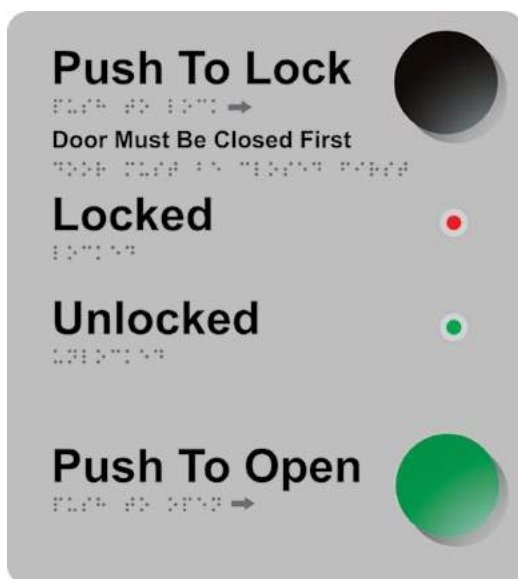 Push To Lock
⠏⠥⠎⠓ ⠞⠕ ⠇⠕⠉⠅
Door Must Be Closed First
⠙⠕⠕⠗ ⠍⠥⠎⠞ ⠃⠑ ⠉⠇⠕⠎⠑⠙ ⠋⠊⠗⠎⠞
Locked
⠇⠕⠉⠅⠑⠙
Unlocked
⠥⠝⠇⠕⠉⠅⠑⠙
Push To Open
⠏⠥⠎⠓ ⠞⠕ ⠕⠏⠑⠝